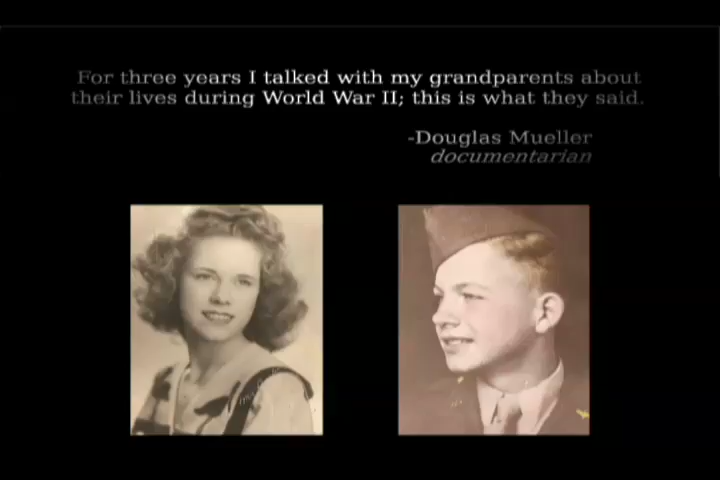 For three years I talked with my grandparents about
their lives during World War II; this is what they said.
-Douglas Mueller
documentarian